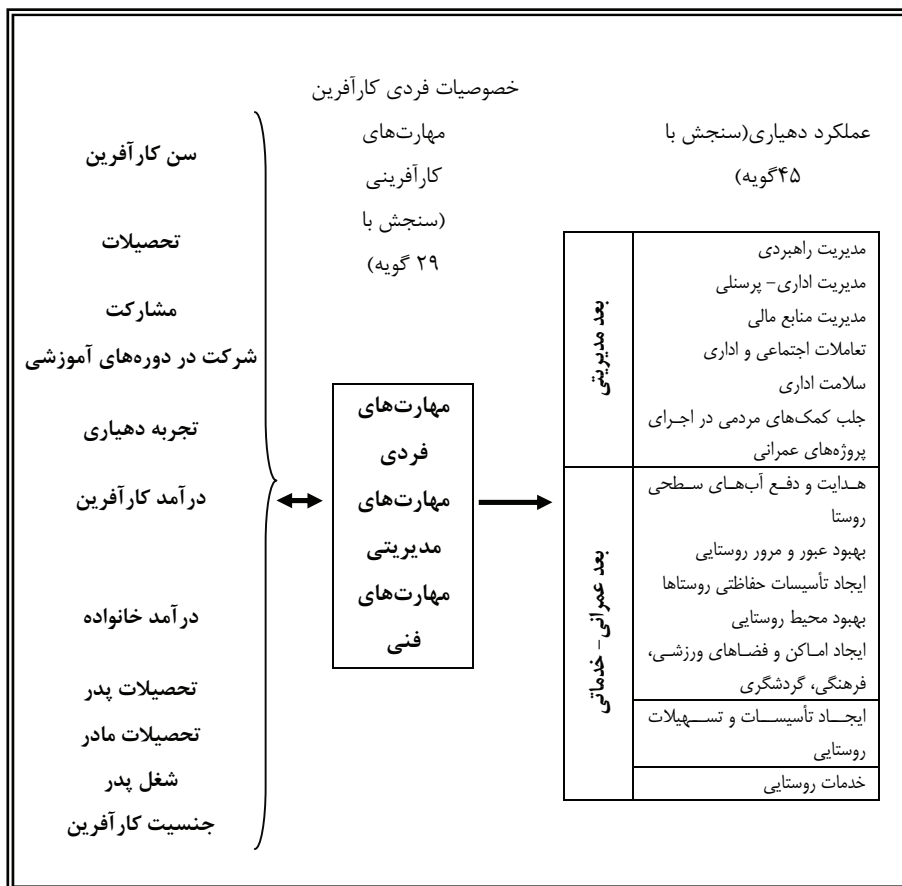 خصوصیات فردی کارآفرین
مهارت‌های
کارآفرینی
(سنجش با
۲۹ گویه)
عملکرد دهیاری(سنجش با
۴۵گویه)
سن کارآفرین
تحصیلات
مشارکت
شرکت در دوره‌های آموزشی
تجربه دهیاری
درآمد کارآفرین
درآمد خانواده
تحصیلات پدر
تحصیلات مادر
شغل پدر
جنسیت کارآفرین
مهارت‌های
فردی
مهارت‌های
مدیریتی
مهارت‌های
فنی
بعد مدیریتی
مدیریت راهبردی
مدیریت اداری- پرسنلی
مدیریت منابع مالی
تعاملات اجتماعی و اداری
سلامت اداری
جلب کمک‌های مردمی در اجرای
پروژه‌های عمرانی
بعد عمرانی - خدماتی
هدایت و دفع آب‌های سطحی
روستا
بهبود عبور و مرور روستایی
ایجاد تأسیسات حفاظتی روستاها
بهبود محیط روستایی
ایجاد اماکن و فضاهای ورزشی،
فرهنگی، گردشگری
ایجاد تأسیسات و تسهیلات
روستایی
خدمات روستایی